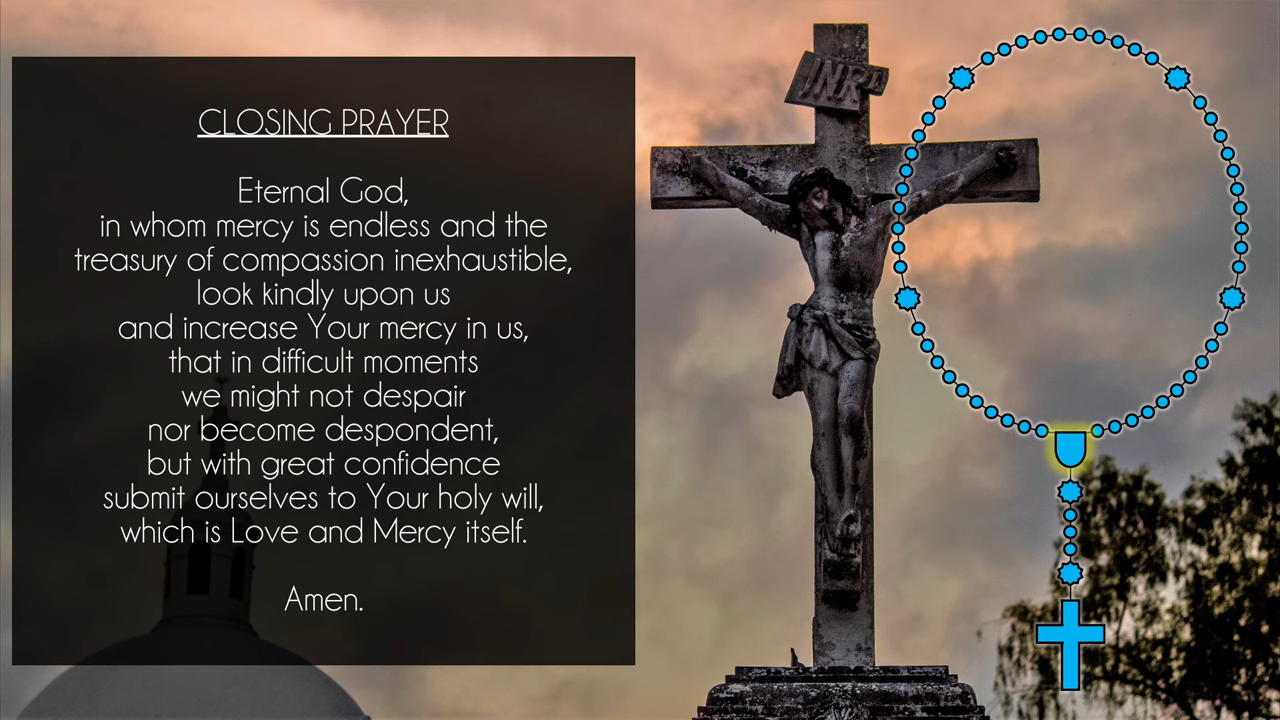 CLOSING PRAYER
Eternal God,
in whom mercy is endless and the
treasury of compassion inexhaustible,
look kindly upon us
and increase Your mercy in us,
that in difficult moments
we might not despair
nor become despondent,
but with great confidence
submit ourselves to Your holy will,
which is Love and Mercy itself.
Amen.
INRI